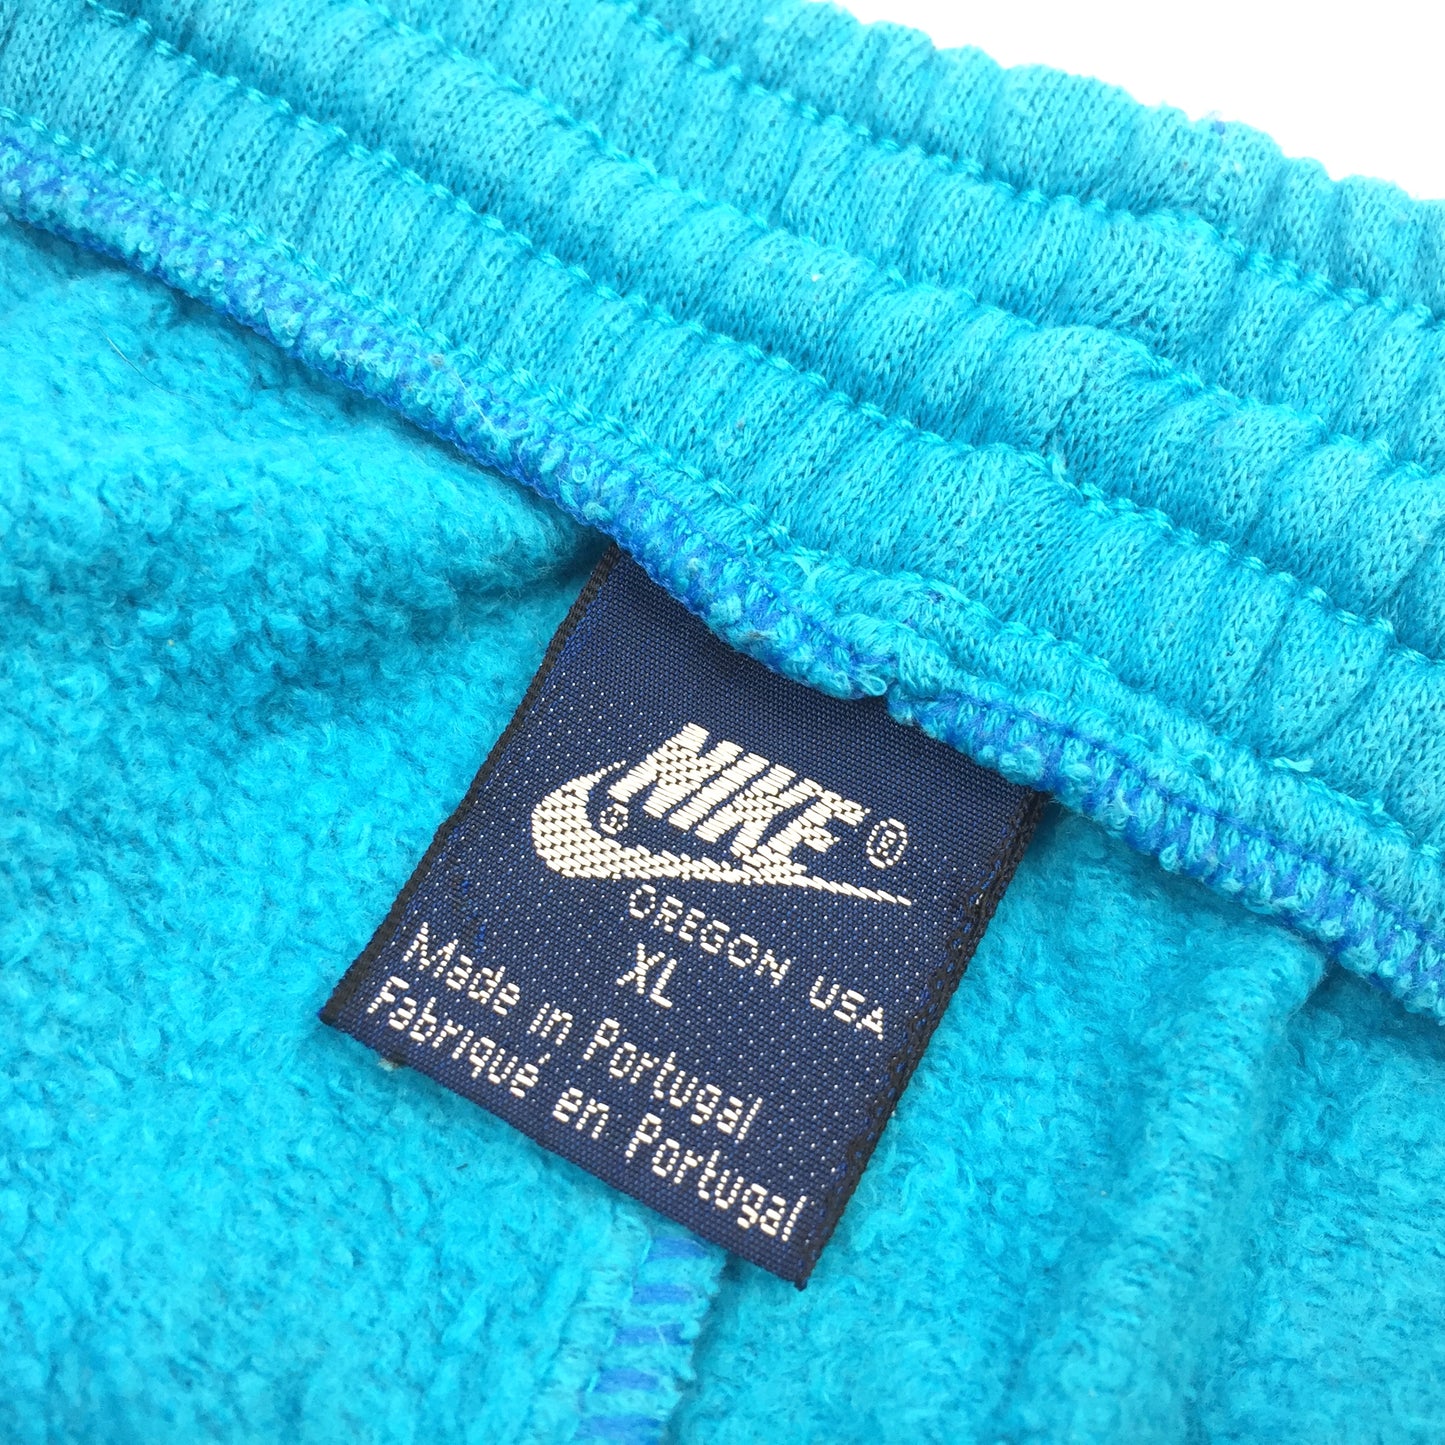 NIKE®
®
OREGON USA
XL
Made in Portugal
Fabriqué en Portugal